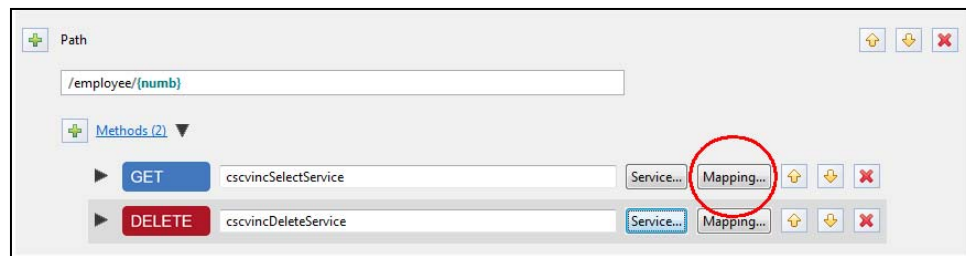 Path
/employee/{numb}
Methods (2)
GET cscvincSelectService Service... Mapping...
DELETE cscvincDeleteService Service... Mapping...